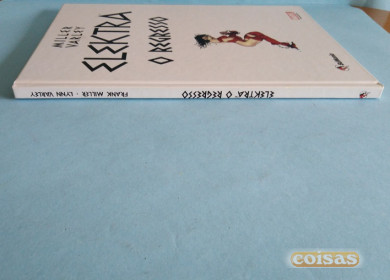 MILLER
VARLEY
ELEKTRA
O REGRESSO
FRANK MILLER • LYNN VARLEY
ELEKTRA O REGRESSO
coisas